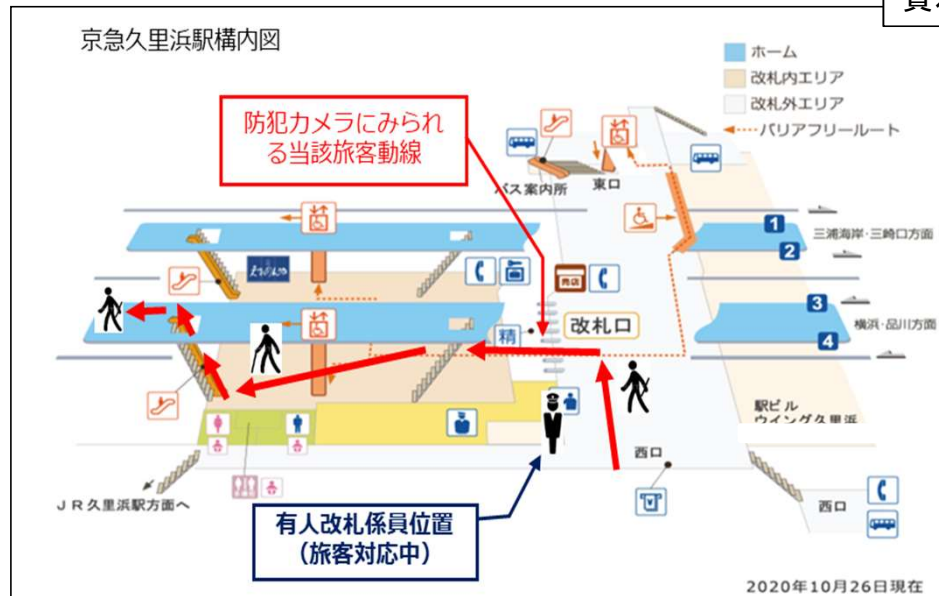 京急久里浜駅構内図
ホーム
改札内エリア
改札外エリア
バリアフリールート
防犯カメラにみられ
る当該旅客動線
バス案内所
東口
1
三浦海岸・三崎口方面
2
売店
3
横浜・品川方面
4
精
改札口
駅ビル
ウイング久里浜
西口
JR久里浜駅方面へ
西口
有人改札係員位置
（旅客対応中）
2020年10月26日現在